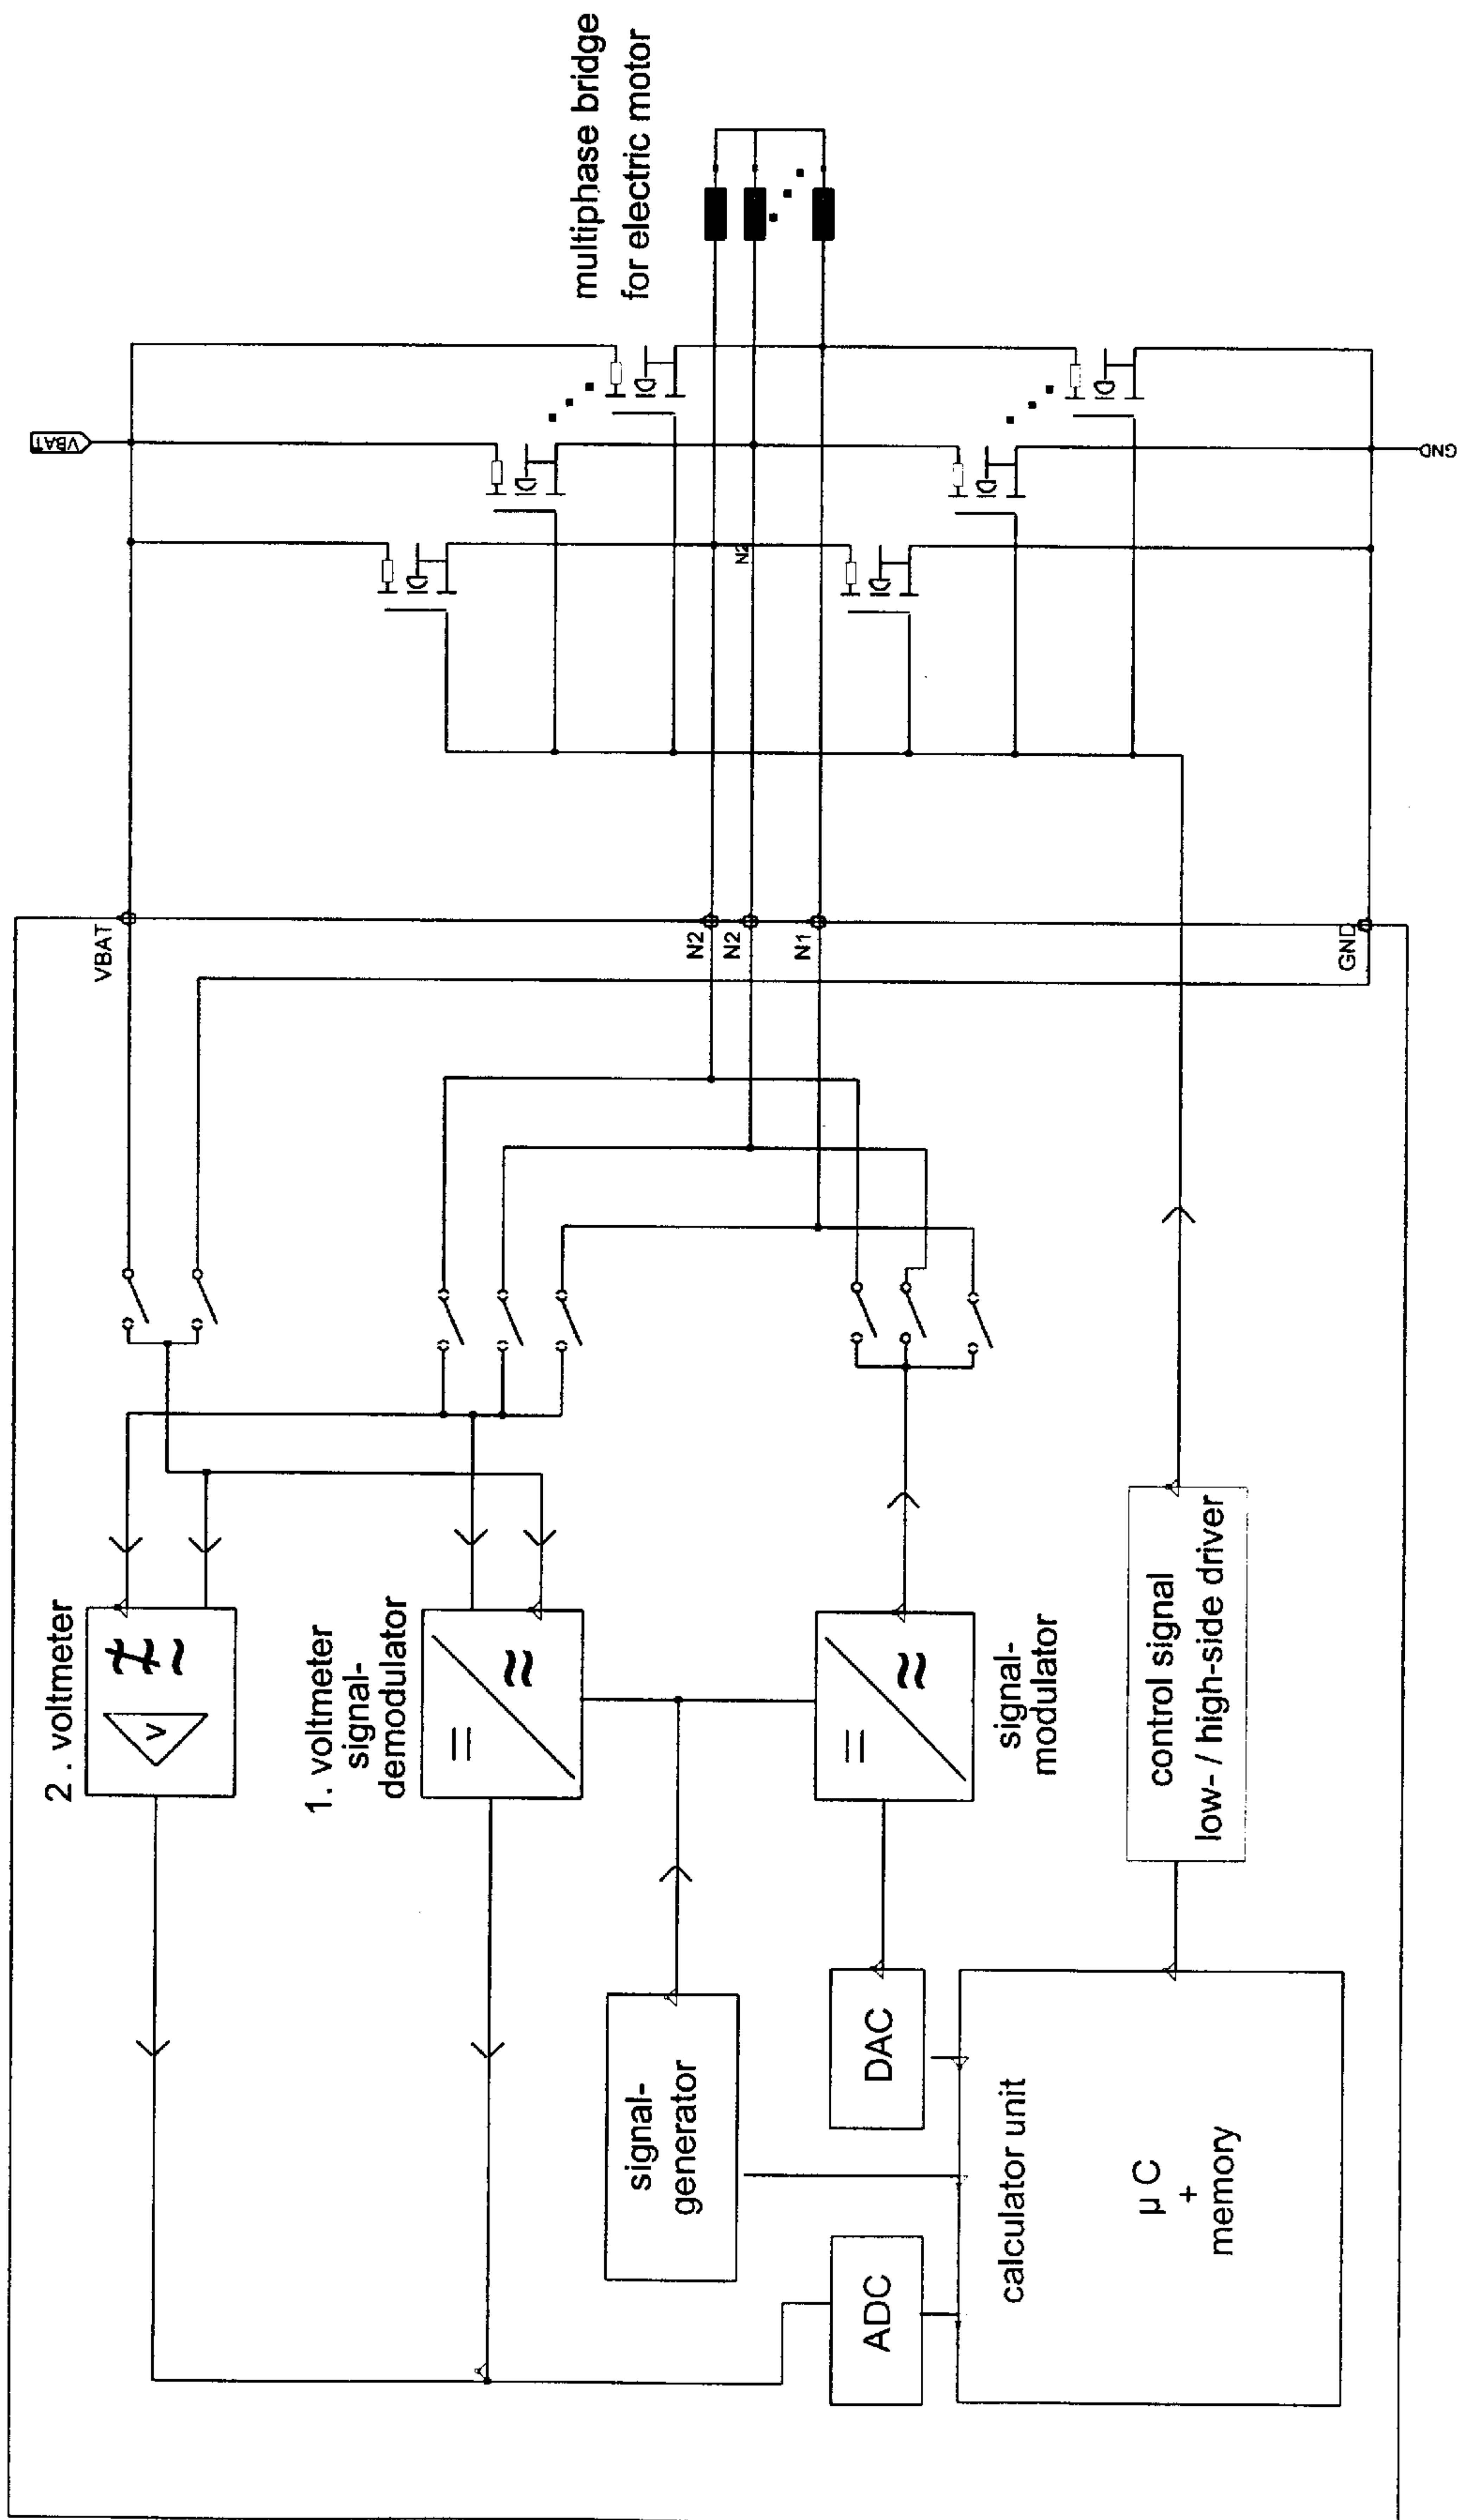 2 . voltmeter
1. voltmeter
signal-
demodulator
signal-
generator
signal-
modulator
ADC
DAC
calculator unit
µ C
+
memory
control signal
low- / high-side driver
V
VBAT
N2
N2
N1
GND
N2
VBAT
GND
multiphase bridge
for electric motor